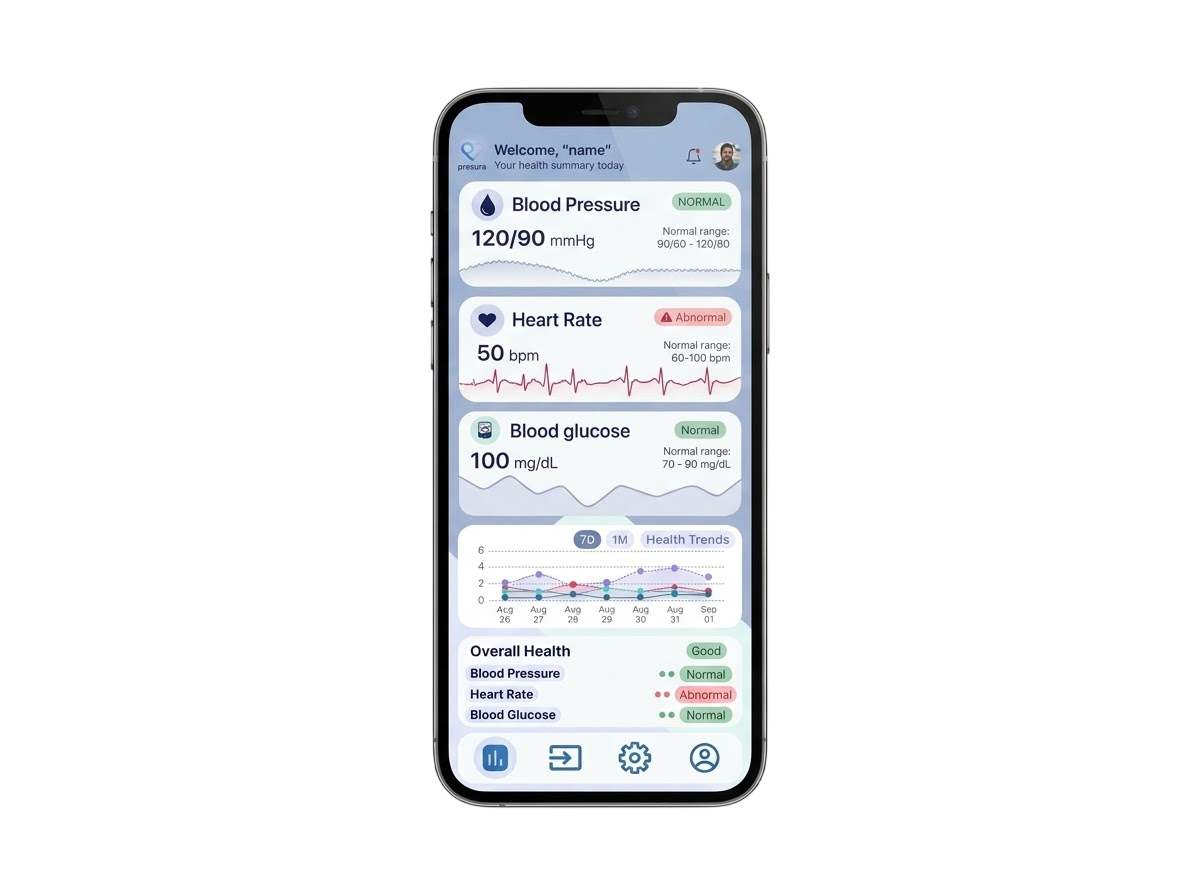 presura
Welcome, “name”
Your health summary today
Blood Pressure
NORMAL
120/90 mmHg
Normal range:
90/60 - 120/80
Heart Rate
Abnormal
50 bpm
Normal range:
60-100 bpm
Blood glucose
Normal
100 mg/dL
Normal range:
70 - 90 mg/dL
7D 1M Health Trends
6
4
2
0
Aug 26
Aug 27
Aug 28
Aug 29
Aug 30
Aug 31
Sep 01
Overall Health Good
Blood Pressure Normal
Heart Rate Abnormal
Blood Glucose Normal